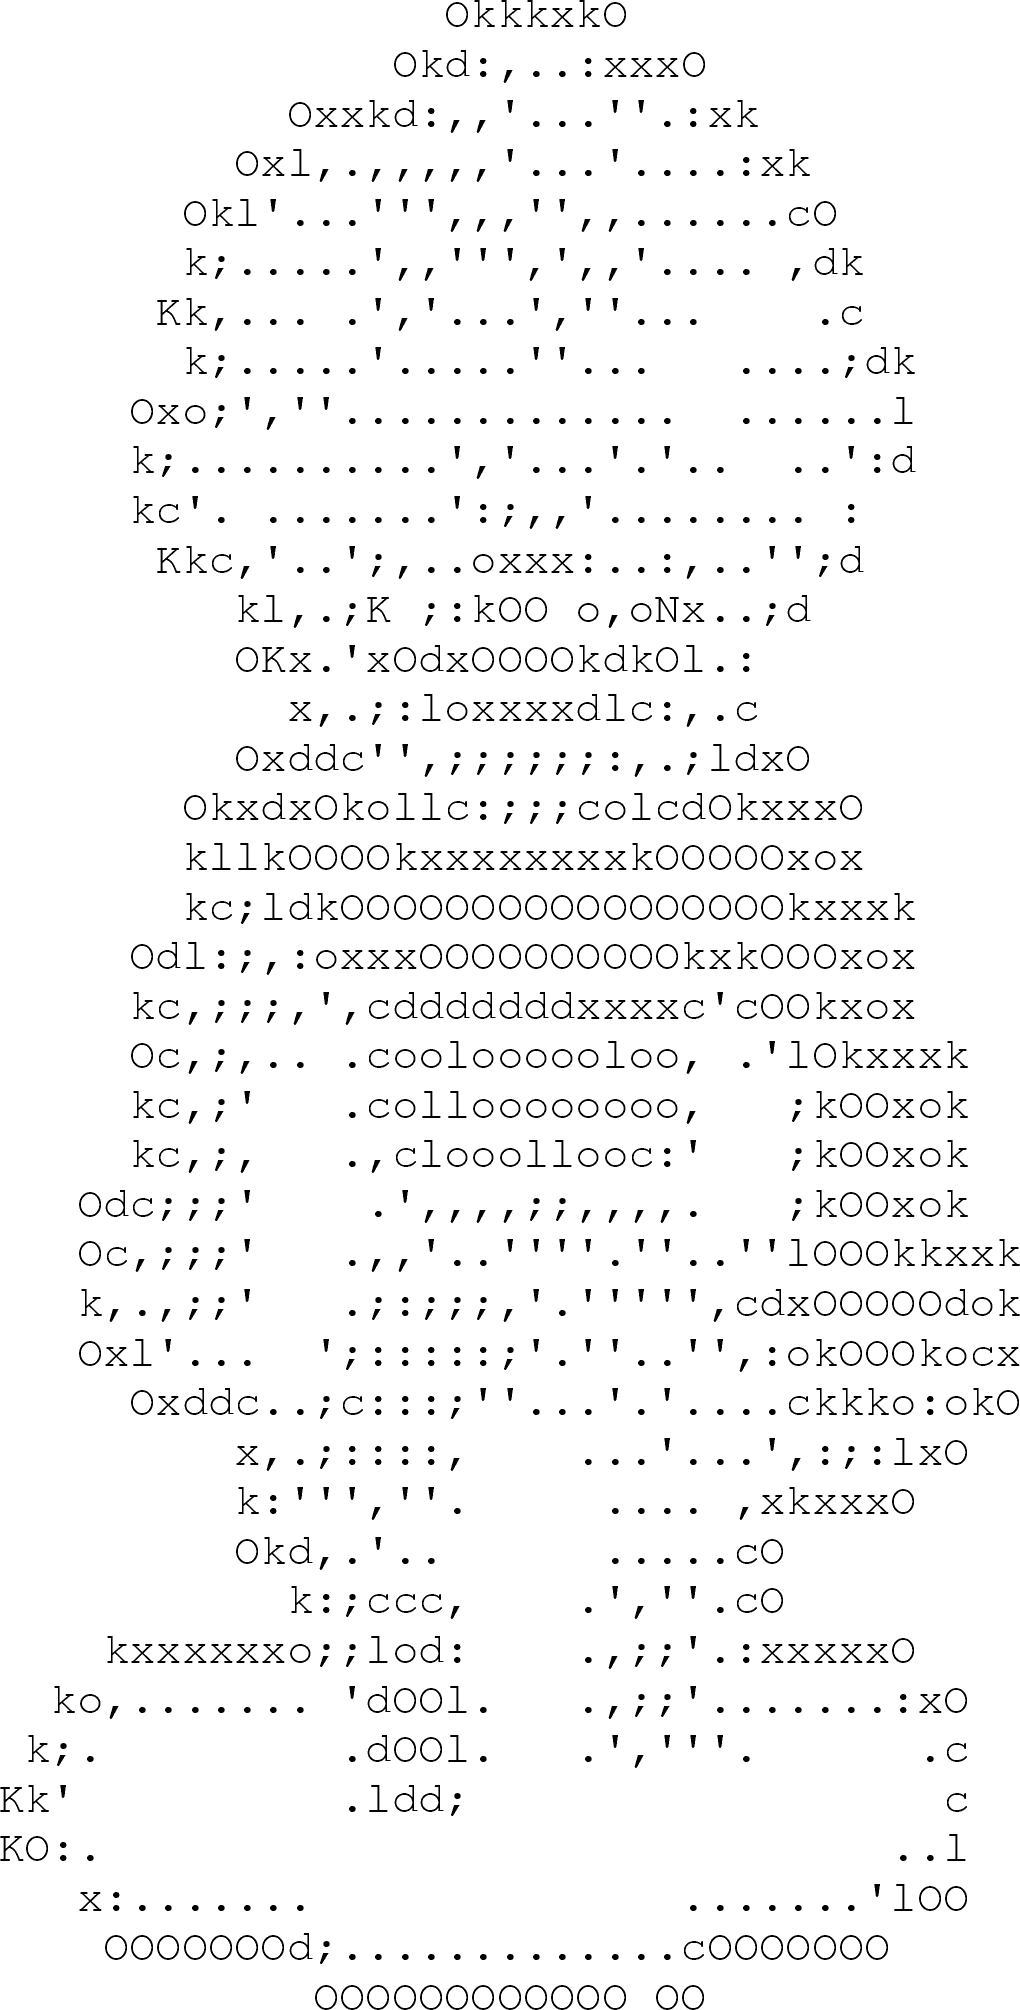 OkkkxkO
               Okd:,..:xxxO
           Oxxkd:,,'...''.:xk
         Oxl,.,,,,,'...'....:xk
       Okl'...''',,,'',,......cO
       k;.....',,''',',,'.... ,dk
      Kk,... .','...',''...    .c
       k;.....'.....''...   ....;dk
     Oxo;',''.............  ......l
     k;..........','...'.'..  ..':d
     kc'. .......':;,,'........ :
      Kkc,'..';,..oxxx:..:,..'';d
         kl,.;K ;:kOO o,oNx..;d
         OKx.'xOdxOOOOkdkOl.:
           x,.;:loxxxxdlc:,.c
         Oxddc'',;;;;;;:,.;ldxO
       OkxdxOkollc:;;;colcdOkxxxO
       kllkOOOOkxxxxxxxxkOOOOOxox
       kc;ldkOOOOOOOOOOOOOOOOOkxxxk
     Odl:;,:oxxxOOOOOOOOOOkxkOOOxox
     kc,;;;,',cddddddddxxxxc'cOOkxox
     Oc,;,.. .cooloooooloo, .'lOkxxxk
     kc,;'   .colloooooooo,   ;kOOxok
     kc,;,   .,clooollooc:'   ;kOOxok
   Odc;;;'    .',,,,;;,,,,.   ;kOOxok
   Oc,;;;'   .,,'..''''.''..''lOOOkkxxk
   k,.,;;'   .;:;;;,'.''''',cdxOOOOOdok
   Oxl'...  ';:::::;'.''..'',:okOOOkocx
     Oxddc..;c:::;''...'.'....ckkko:okO
         x,.;::::,    ...'...',:;:lxO
         k:''',''.     .... ,xkxxxO
         Okd,.'..      .....cO
           k:;ccc,    .',''.cO
    kxxxxxxo;;lod:    .,;;'.:xxxxxO
  ko,....... 'dOOl.   .,;;'.......:xO
 k;.         .dOOl.   .','''.      .c
Kk'          .ldd;                  c
KO:.                              ..l
   x:.......              .......'lOO
    OOOOOOOd;.............cOOOOOOO
            OOOOOOOOOOOO OO